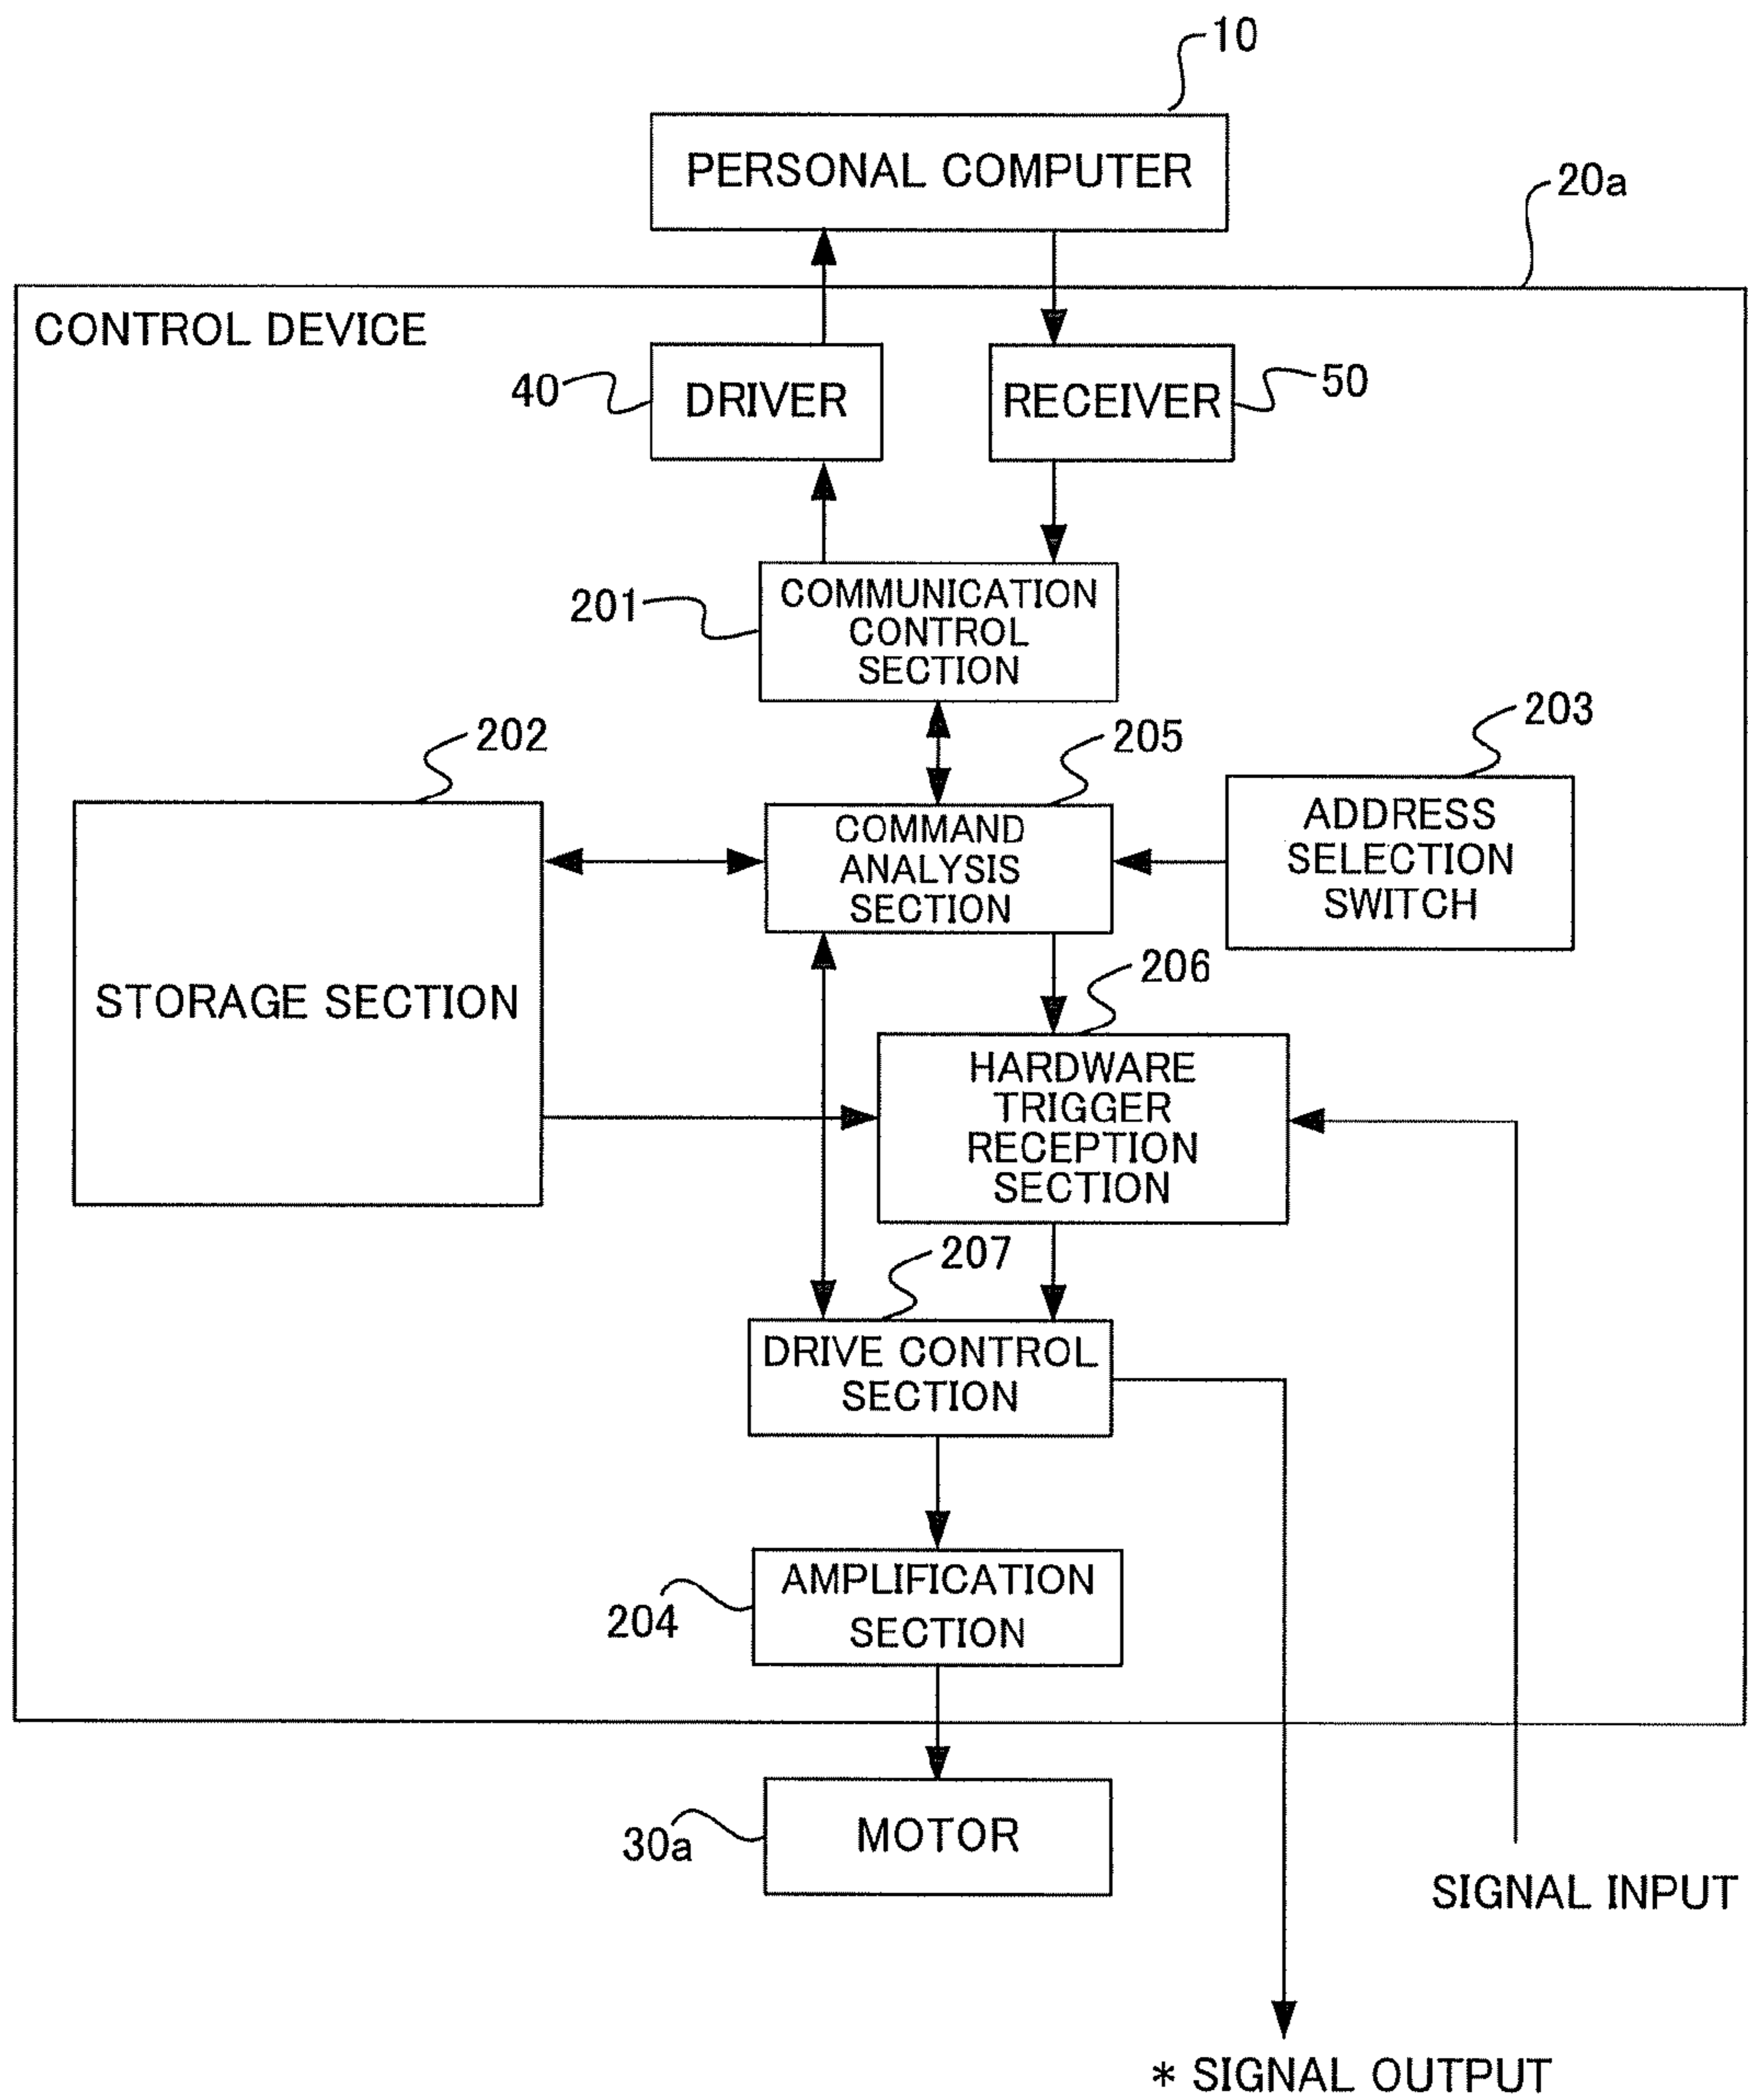 10
PERSONAL COMPUTER
20a
CONTROL DEVICE
40
DRIVER
RECEIVER
50
201
COMMUNICATION
CONTROL
SECTION
202
205
203
STORAGE SECTION
COMMAND
ANALYSIS
SECTION
ADDRESS
SELECTION
SWITCH
206
HARDWARE
TRIGGER
RECEPTION
SECTION
207
DRIVE CONTROL
SECTION
204
AMPLIFICATION
SECTION
30a
MOTOR
SIGNAL INPUT
* SIGNAL OUTPUT